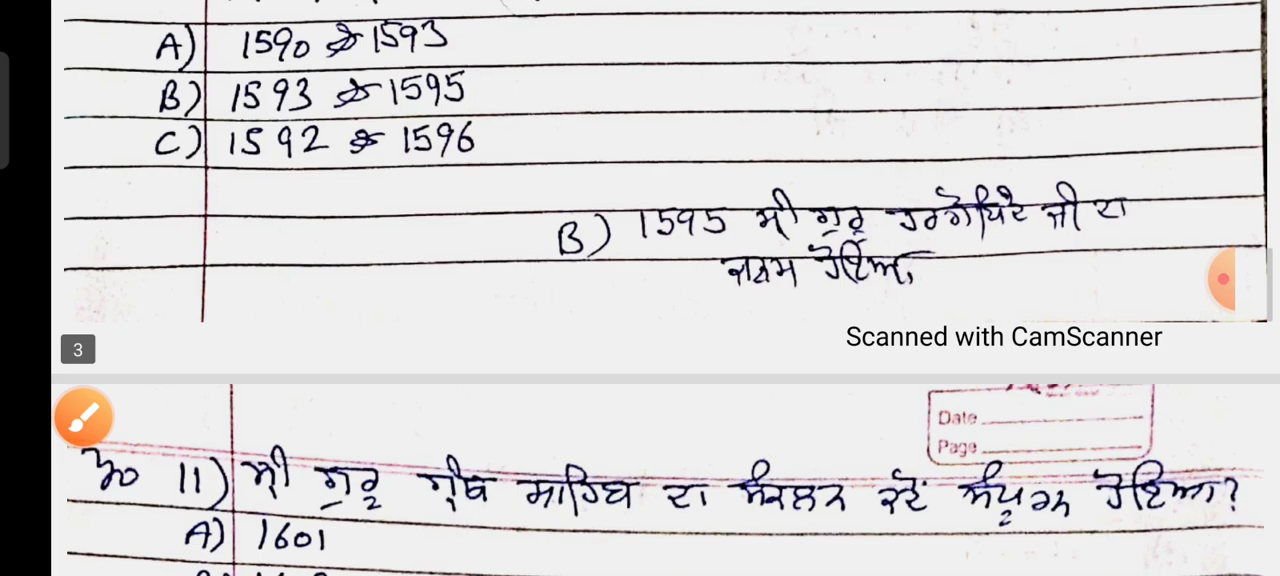 A) 1590 ਤੇ 1593
B) 1593 ਤੇ 1595
C) 1592 ਤੇ 1596
B) 1595 ਸ੍ਰੀ ਗੁਰੂ ਹਰਗੋਬਿੰਦ ਜੀ ਦਾ
ਜਨਮ ਹੋਇਆ,
Scanned with CamScanner
3
Date
Page
11) ਸ੍ਰੀ ਗੁਰੂ ਗ੍ਰੰਥ ਸਾਹਿਬ ਦਾ ਸੰਕਲਨ ਕਦੋਂ ਸੰਪੂਰਨ ਹੋਇਆ?
A) 1601